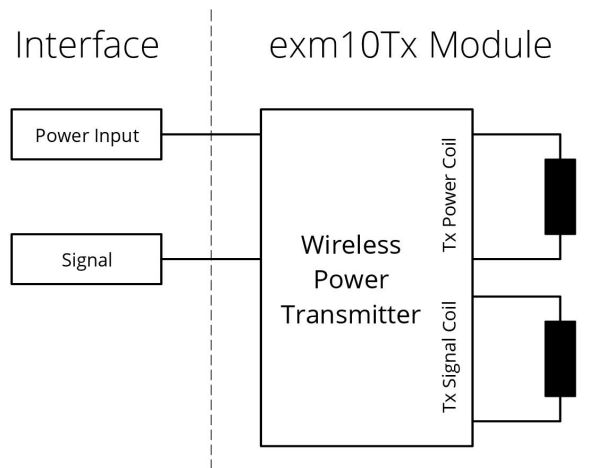 Interface
exm10Tx Module
Power Input
Signal
Wireless
Power
Transmitter
Tx Power Coil
Tx Signal Coil